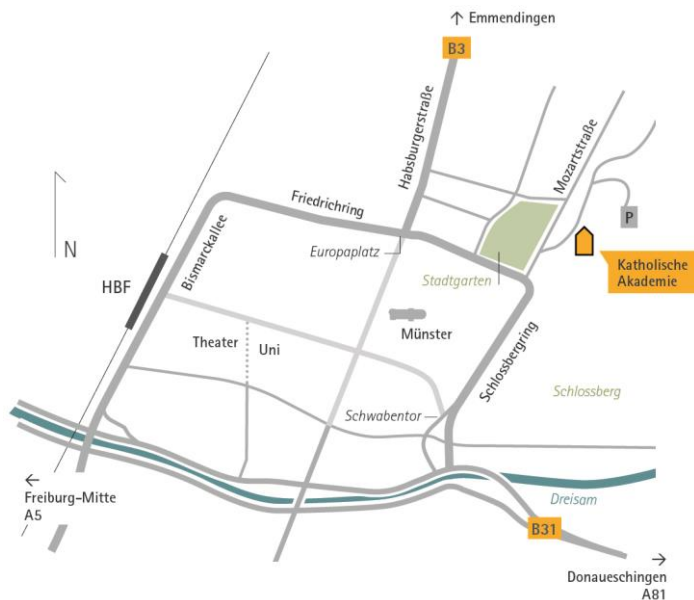 ↑ Emmendingen
B3
Habsburgerstraße
Mozartstraße
Friedrichring
P
Bismarckallee
N
Europaplatz
Stadtgarten
Katholische
Akademie
HBF
Münster
Theater
Uni
Schlossbergring
Schlossberg
Schwabentor
←
Freiburg-Mitte
A5
Dreisam
B31
→
Donaueschingen
A81